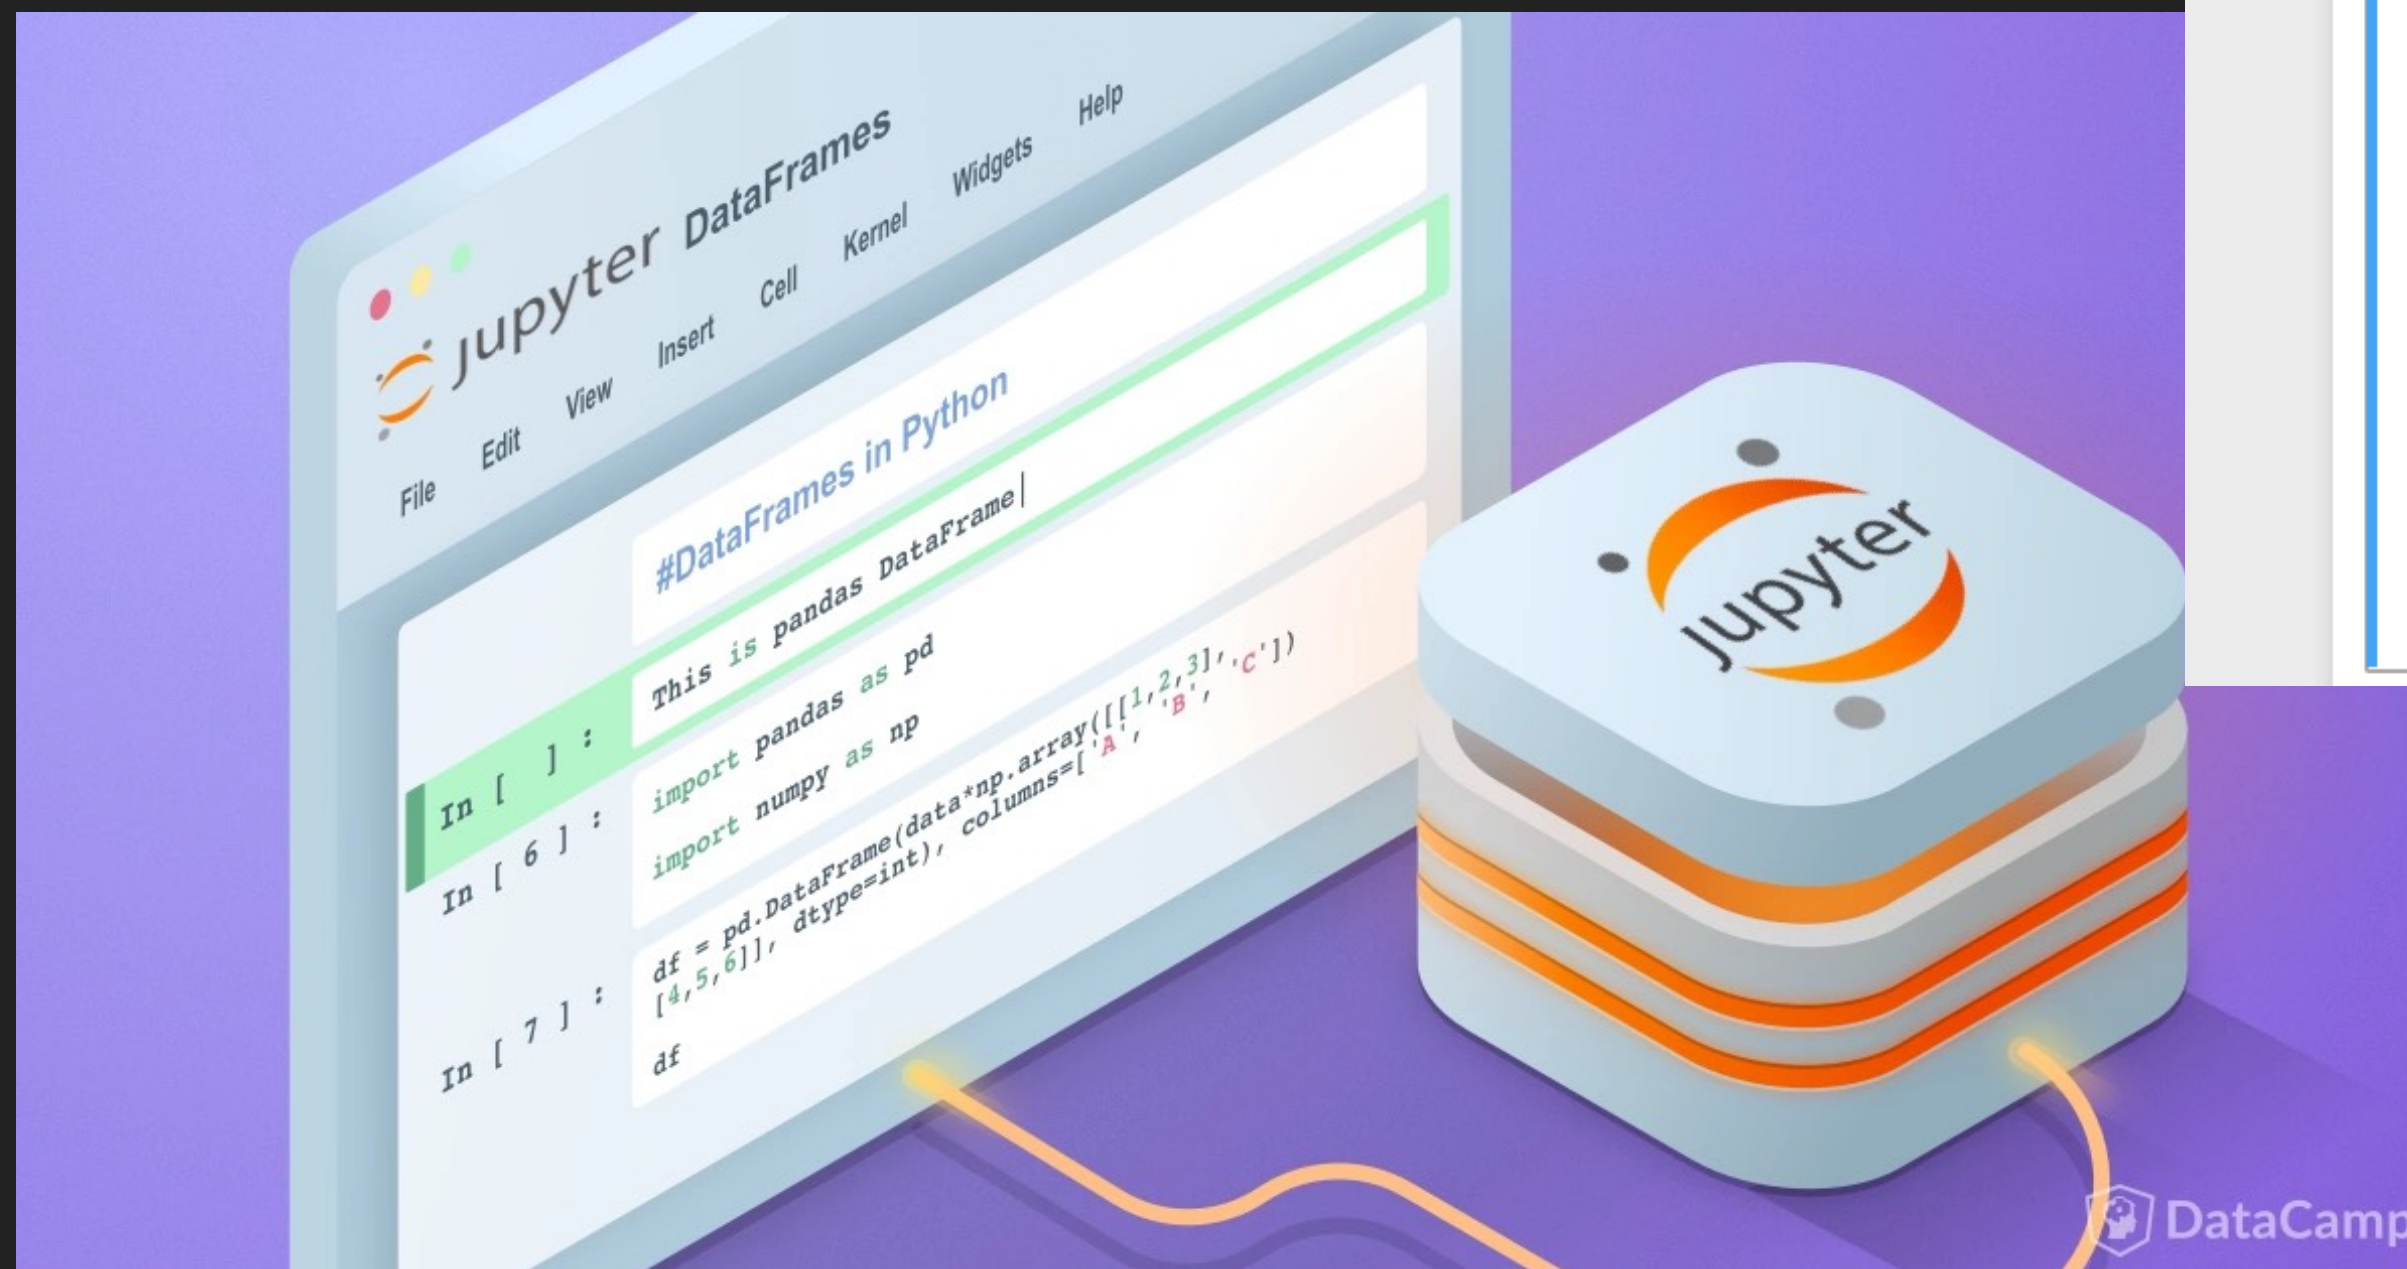 jupyter DataFrames
File Edit View Insert Cell Kernel Widgets Help
#DataFrames in Python
In [ ] : This is pandas DataFrame|
In [ 6 ] : import pandas as pd
import numpy as np
In [ 7 ] : df = pd.DataFrame(data*np.array([[1,2,3],
[4,5,6]], dtype=int), columns=['A', 'B', 'C'])
df
jupyter
DataCamp